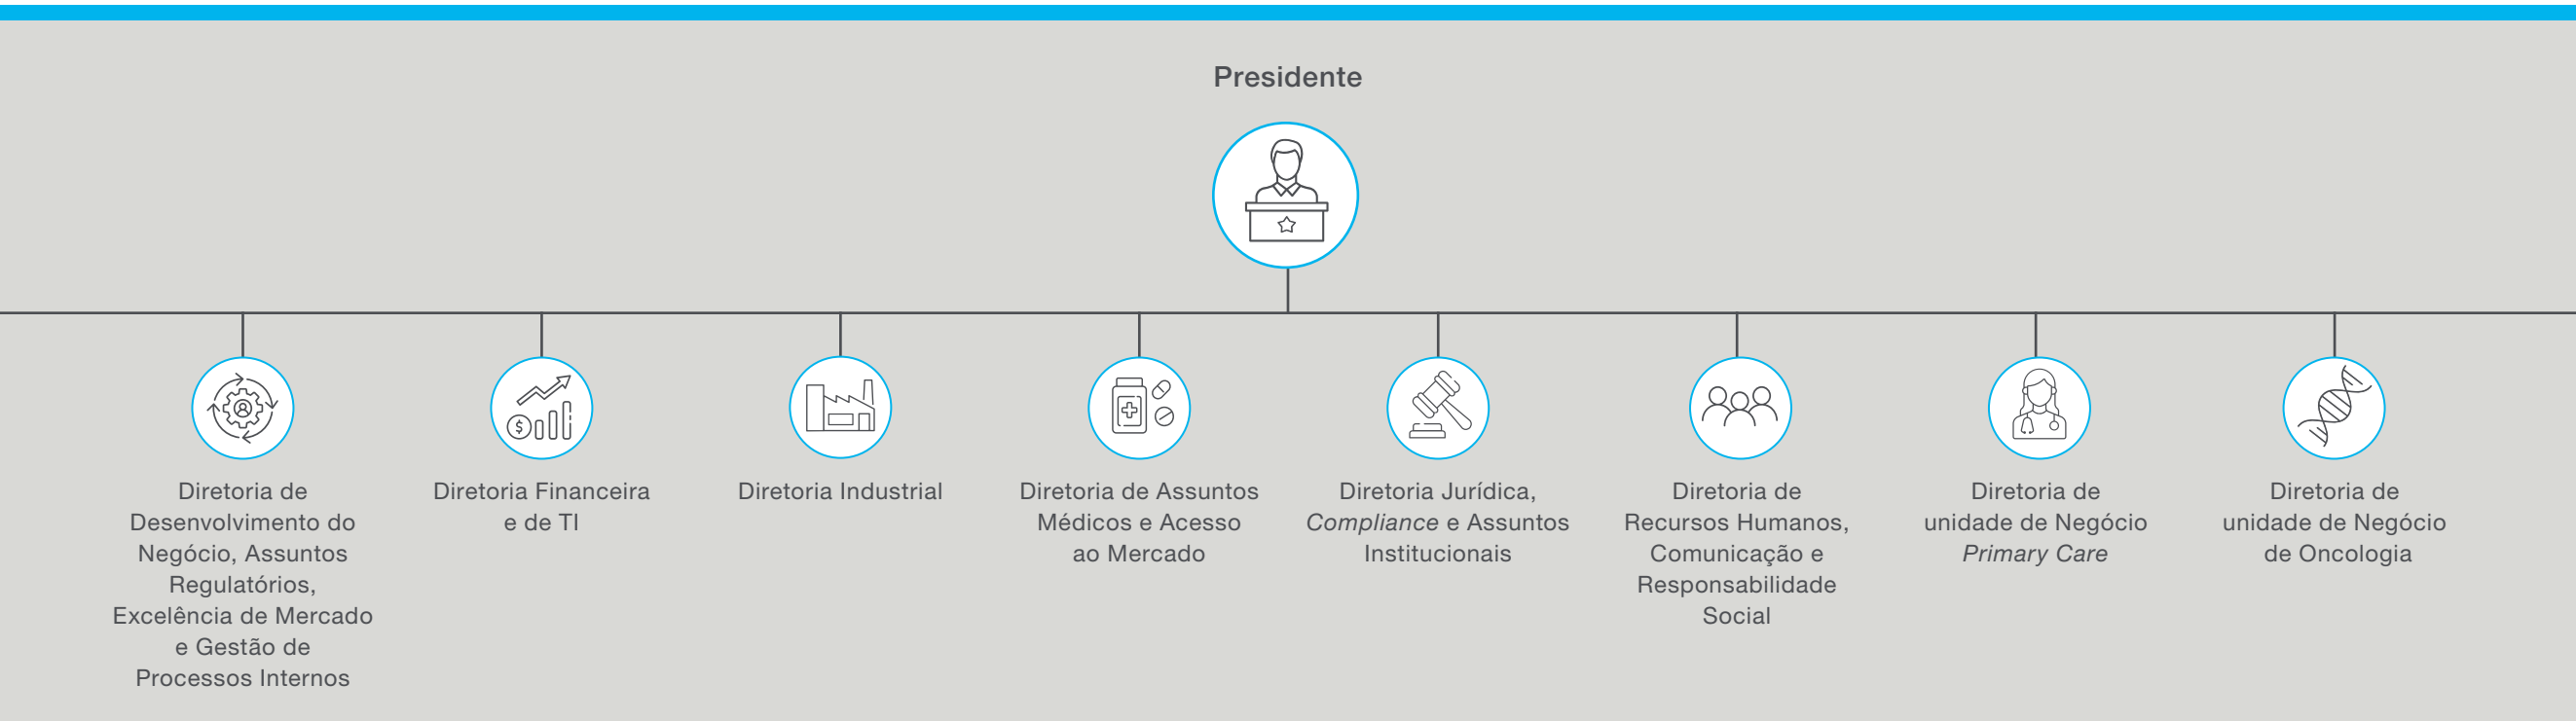 Presidente
Diretoria de
Desenvolvimento do
Negócio, Assuntos
Regulatórios,
Excelência de Mercado
e Gestão de
Processos Internos
Diretoria Financeira
e de TI
Diretoria Industrial
Diretoria de Assuntos
Médicos e Acesso
ao Mercado
Diretoria Jurídica,
Compliance e Assuntos
Institucionais
Diretoria de
Recursos Humanos,
Comunicação e
Responsabilidade
Social
Diretoria de
unidade de Negócio
Primary Care
Diretoria de
unidade de Negócio
de Oncologia